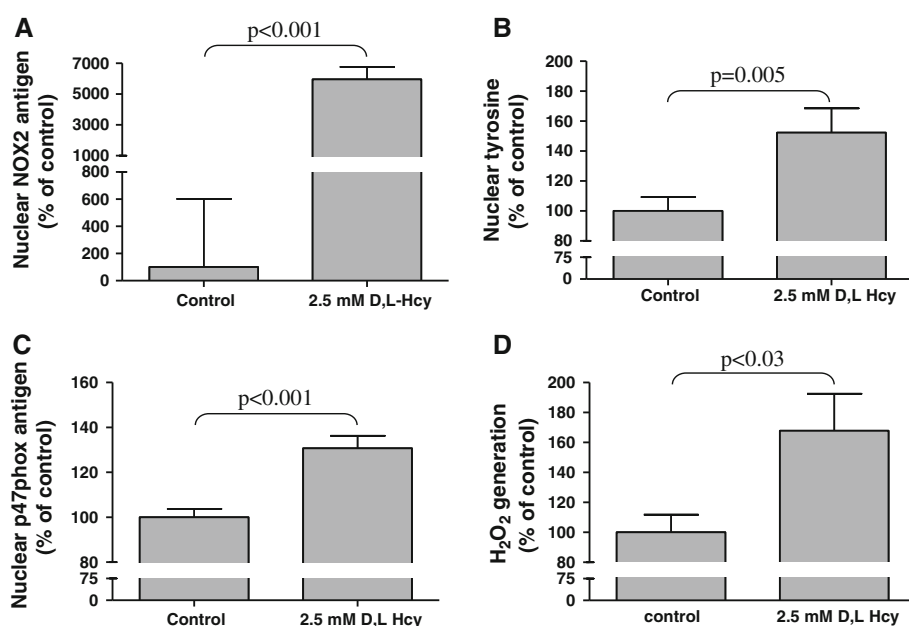 A
p<0.001
Nuclear NOX2 antigen
(% of control)
7000
5000
3000
1000
800
600
400
200
0
Control
2.5 mM D,L-Hcy
B
p=0.005
Nuclear tyrosine
(% of control)
200
180
160
140
120
100
80
75
0
Control
2.5 mM D,L Hcy
C
p<0.001
Nuclear p47phox antigen
(% of control)
160
140
120
100
80
75
0
Control
2.5 mM D,L Hcy
D
p<0.03
H₂O₂ generation
(% of control)
200
180
160
140
120
100
80
75
0
control
2.5 mM D,L Hcy